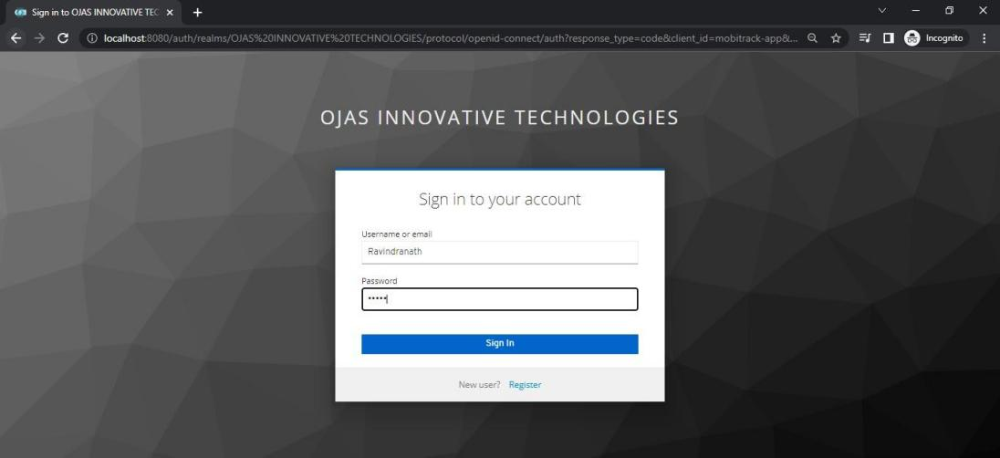 Sign in to OJAS INNOVATIVE TEC
localhost:8080/auth/realms/OJAS%20INNOVATIVE%20TECHNOLOGIES/protocol/openid-connect/auth?response_type=code&client_id=mobitrack-app&...
Incognito
OJAS INNOVATIVE TECHNOLOGIES
Sign in to your account
Username or email
Ravindranath
Password
•••••
Sign In
New user? Register